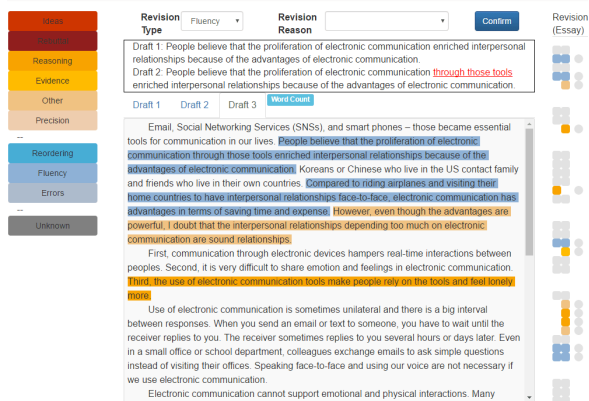 Ideas
Reasoning
Evidence
Other
Precision
--
Reordering
Fluency
Errors
--
Unknown
Revision Type
Fluency
Revision Reason
Confirm
Revision (Essay)
Draft 1: People believe that the proliferation of electronic communication enriched interpersonal
relationships because of the advantages of electronic communication.
Draft 2: People believe that the proliferation of electronic communication through those tools
enriched interpersonal relationships because of the advantages of electronic communication.
Draft 1
Draft 2
Draft 3
Word Count
Email, Social Networking Services (SNSs), and smart phones – those became essential
tools for communication in our lives. People believe that the proliferation of electronic
communication through those tools enriched interpersonal relationships because of the
advantages of electronic communication. Koreans or Chinese who live in the US contact family
and friends who live in their own countries. Compared to riding airplanes and visiting their
home countries to have interpersonal relationships face-to-face, electronic communication has
advantages in terms of saving time and expense. However, even though the advantages are
powerful, I doubt that the interpersonal relationships depending too much on electronic
communication are sound relationships.
First, communication through electronic devices hampers real-time interactions between
peoples. Second, it is very difficult to share emotion and feelings in electronic communication.
Third, the use of electronic communication tools make people rely on the tools and feel lonely
more.
Use of electronic communication is sometimes unilateral and there is a big interval
between responses. When you send an email or text to someone, you have to wait until the
receiver replies to you. The receiver sometimes replies to you several hours or days later. Even
in a small office or school department, colleagues exchange emails to ask simple questions
instead of visiting their offices. Speaking face-to-face and using our voice are not necessary if
we use electronic communication.
Electronic communication cannot support emotional and physical interactions. Many